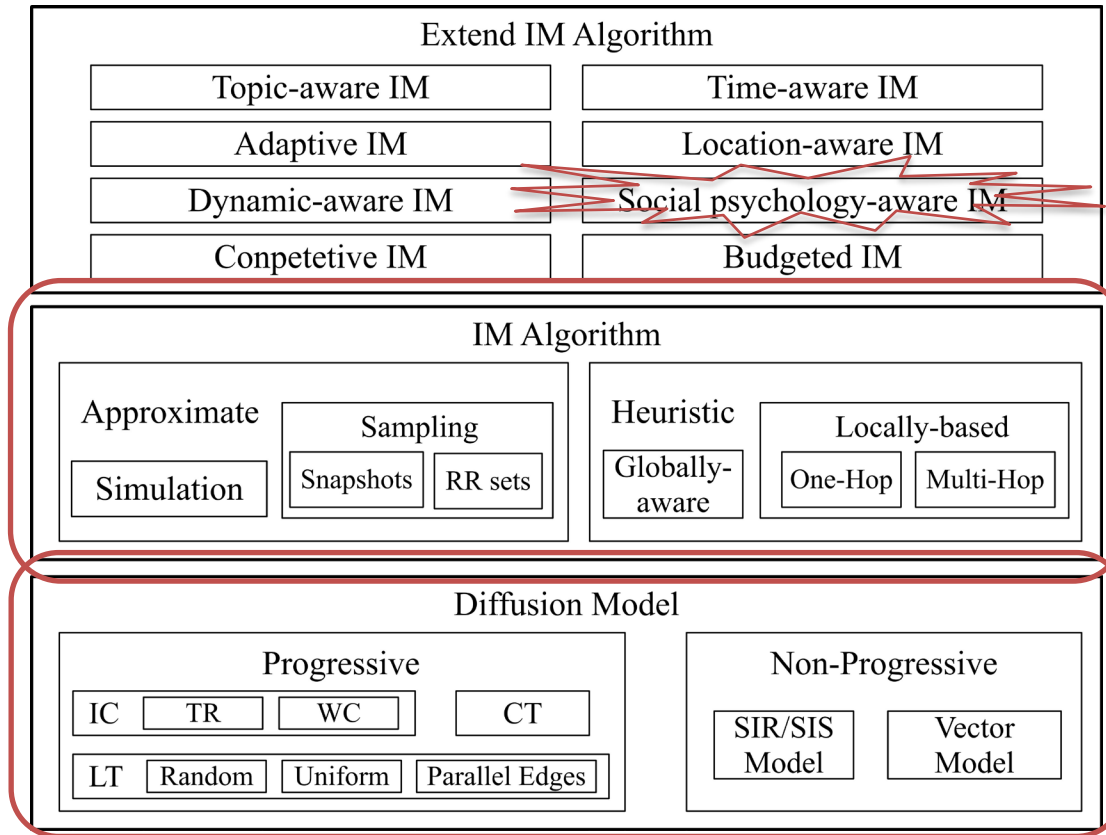 Extend IM Algorithm
Topic-aware IM
Time-aware IM
Adaptive IM
Location-aware IM
Dynamic-aware IM
Social psychology-aware IM
Conpetetive IM
Budgeted IM
IM Algorithm
Approximate
Simulation
Sampling
Snapshots
RR sets
Heuristic
Globally-
aware
Locally-based
One-Hop
Multi-Hop
Diffusion Model
Progressive
IC
TR
WC
CT
LT
Random
Uniform
Parallel Edges
Non-Progressive
SIR/SIS
Model
Vector
Model